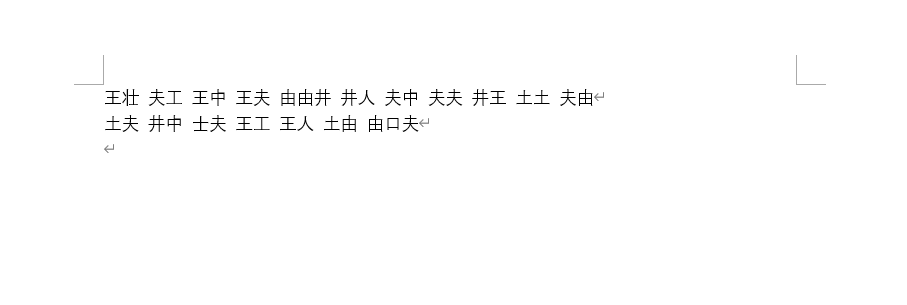 王壮 夫工 王中 王夫 由由井 井人 夫中 夫夫 井王 土土 夫由
土夫 井中 士夫 王工 王人 土由 由口夫